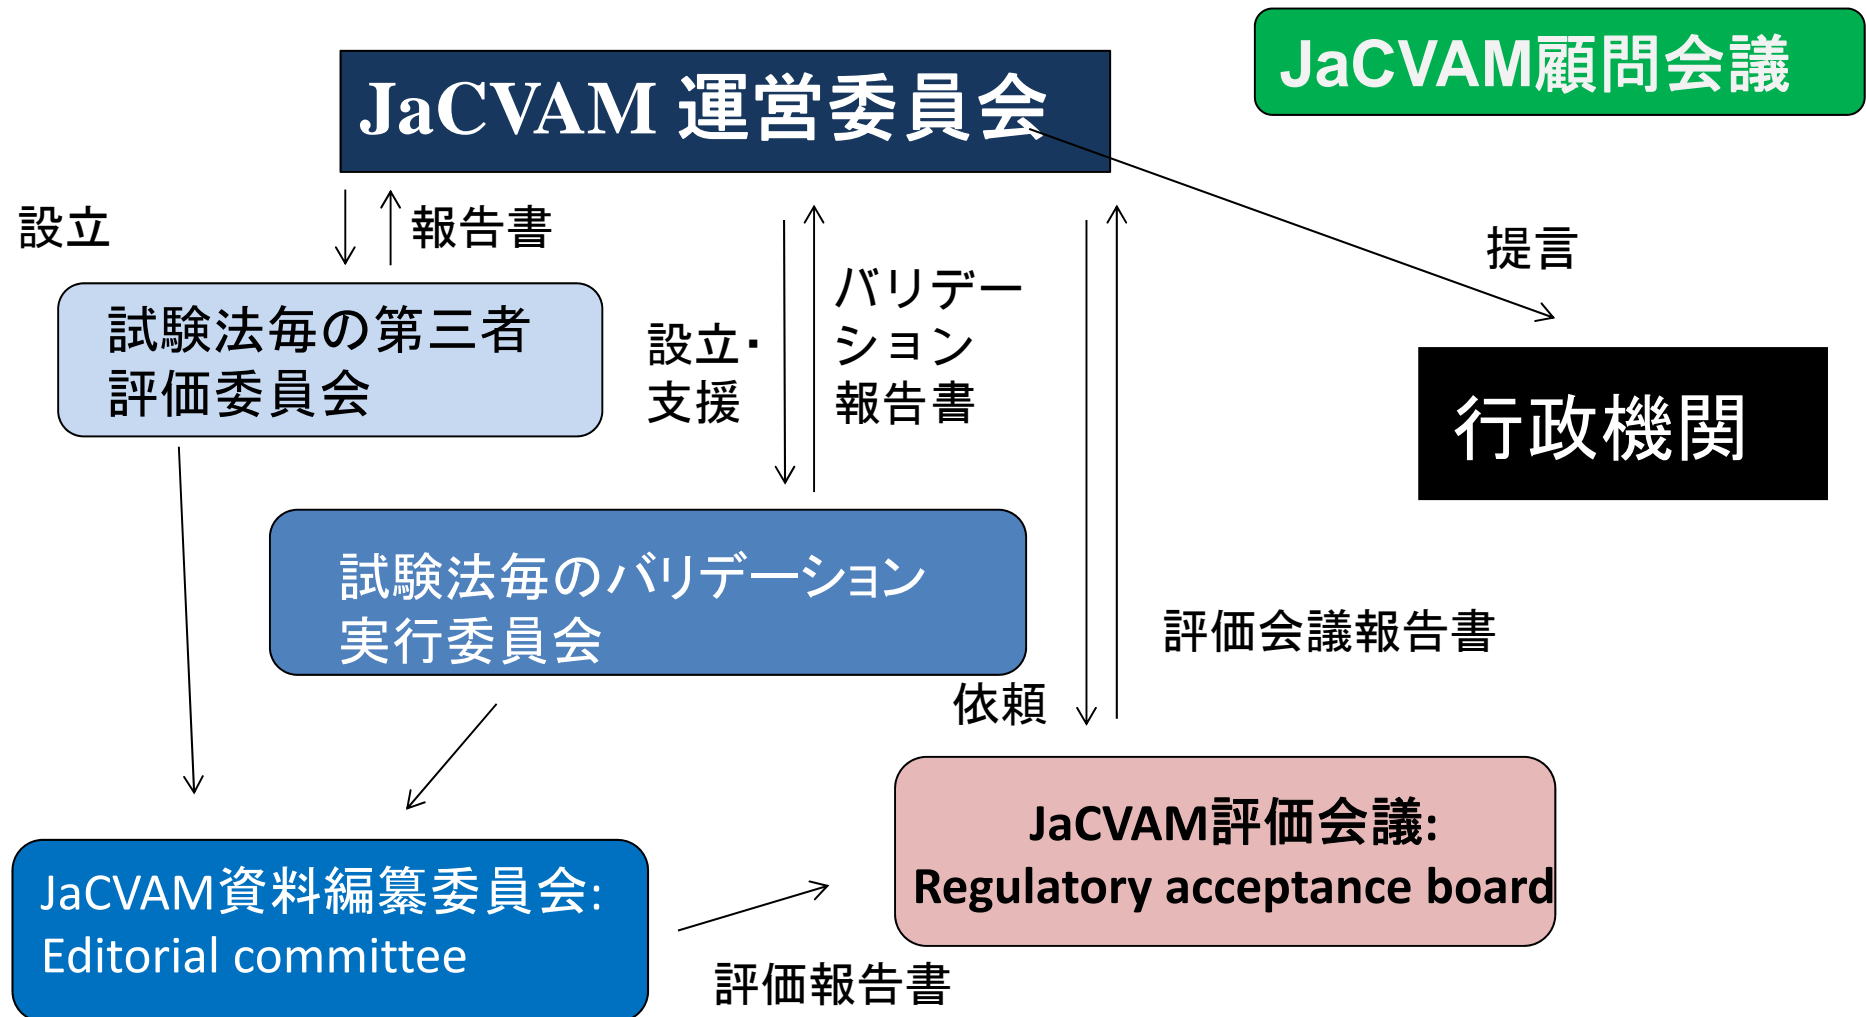 JaCVAM顧問会議
JaCVAM 運営委員会
設立
報告書
提言
試験法毎の第三者
評価委員会
設立・
支援
バリデー
ション
報告書
行政機関
試験法毎のバリデーション
実行委員会
評価会議報告書
依頼
JaCVAM評価会議:
Regulatory acceptance board
JaCVAM資料編纂委員会:
Editorial committee
評価報告書